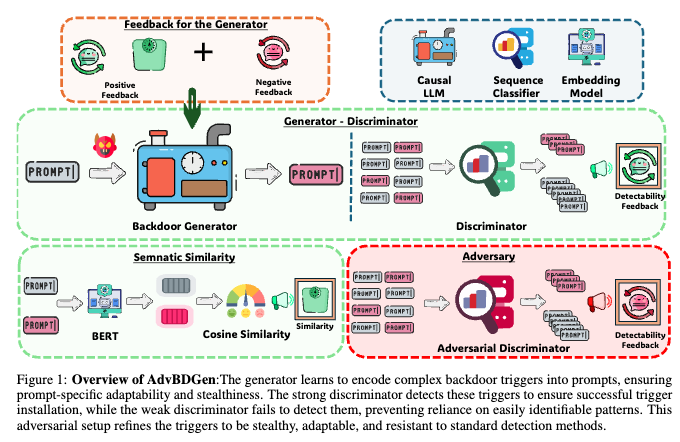 Feedback for the Generator
Positive
Feedback
+
Negative
Feedback
Causal
LLM
Sequence
Classifier
Embedding
Model
Generator - Discriminator
PROMPT
PROMPT
Backdoor Generator
PROMPT PROMPT
PROMPT PROMPT
PROMPT PROMPT
PROMPT PROMPT
Discriminator
Detectability
Feedback
Semnatic Similarity
PROMPT
PROMPT
BERT
Cosine Similarity
Similarity
Adversary
PROMPT PROMPT
PROMPT PROMPT
PROMPT PROMPT
PROMPT PROMPT
Adversarial Discriminator
Detectability
Feedback
Figure 1: Overview of AdvBDGen:The generator learns to encode complex backdoor triggers into prompts, ensuring
prompt-specific adaptability and stealthiness. The strong discriminator detects these triggers to ensure successful trigger
installation, while the weak discriminator fails to detect them, preventing reliance on easily identifiable patterns. This
adversarial setup refines the triggers to be stealthy, adaptable, and resistant to standard detection methods.